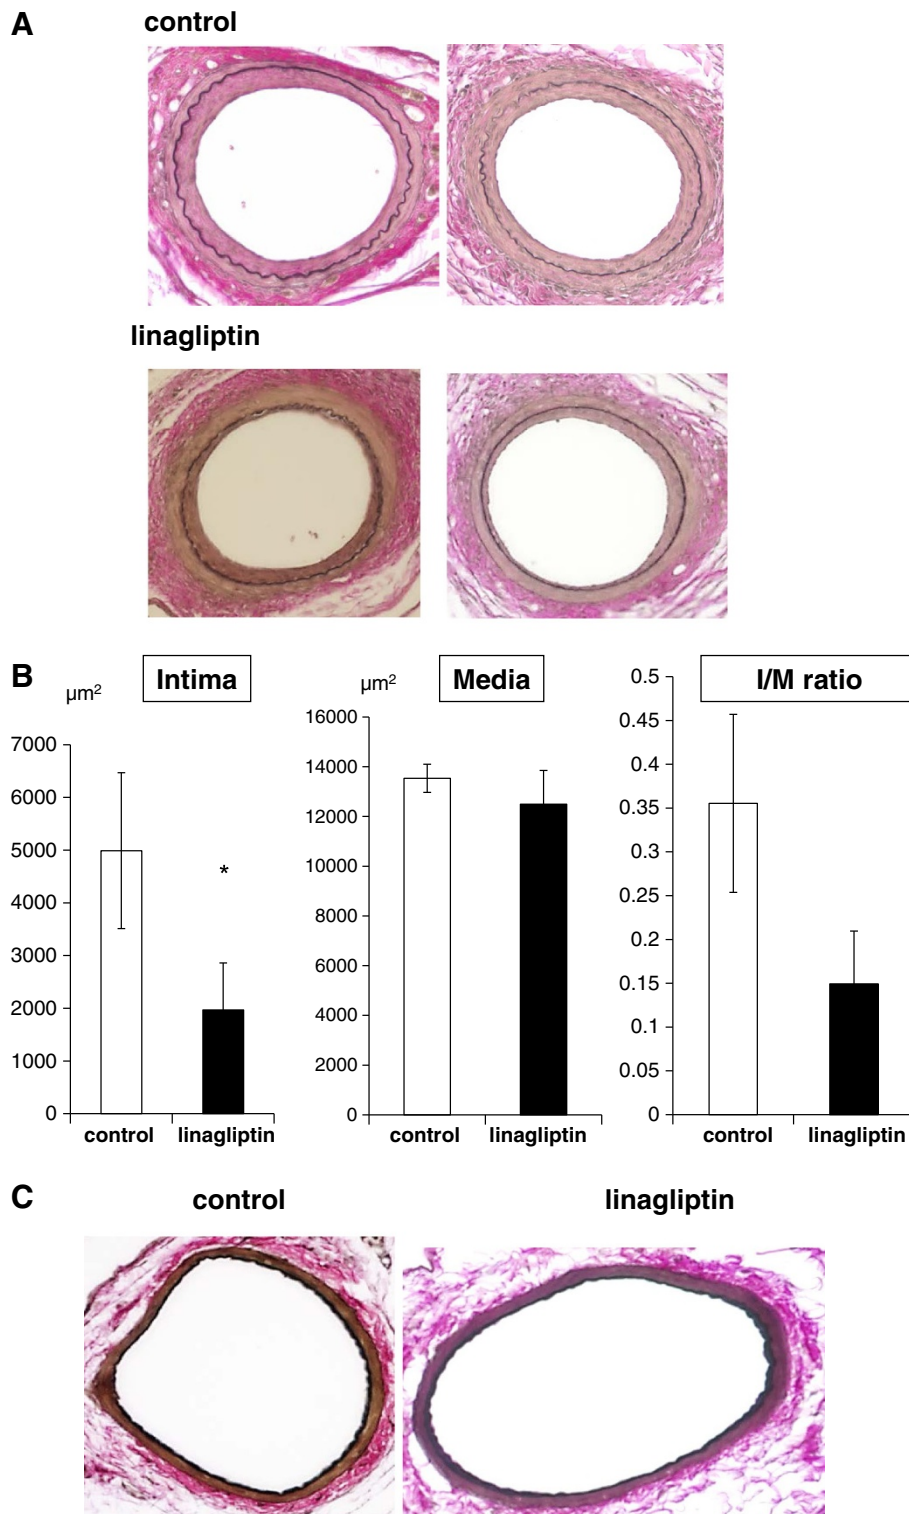 A
control
linagliptin
B
µm²
Intima
7000
6000
5000
4000
3000
2000
1000
0
*
control
linagliptin
µm²
Media
16000
14000
12000
10000
8000
6000
4000
2000
0
control
linagliptin
I/M ratio
0.5
0.45
0.4
0.35
0.3
0.25
0.2
0.15
0.1
0.05
0
control
linagliptin
C
control
linagliptin